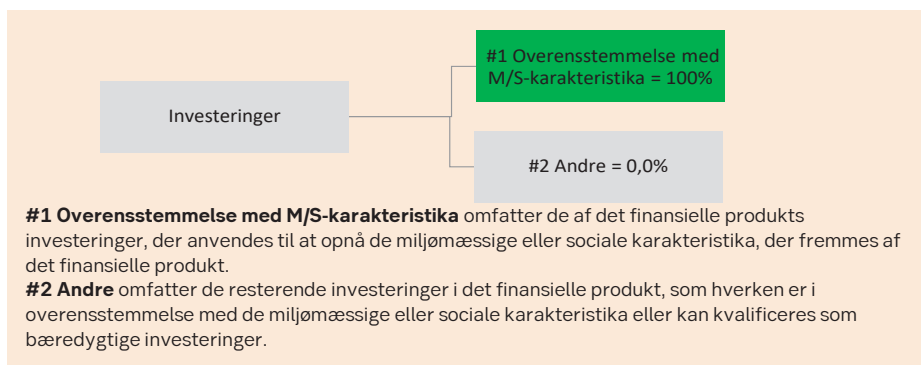 #1 Overensstemmelse med
M/S-karakteristika = 100%
Investeringer
#2 Andre = 0,0%
#1 Overensstemmelse med M/S-karakteristika omfatter de af det finansielle produkts
investeringer, der anvendes til at opnå de miljømæssige eller sociale karakteristika, der fremmes af
det finansielle produkt.
#2 Andre omfatter de resterende investeringer i det finansielle produkt, som hverken er i
overensstemmelse med de miljømæssige eller sociale karakteristika eller kan kvalificeres som
bæredygtige investeringer.